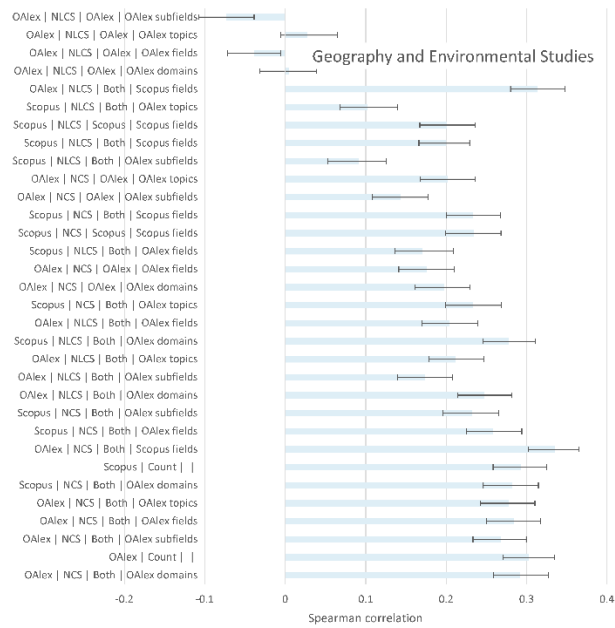 OAlex | NLCS | OAlex | OAlex subfields
OAlex | NLCS | OAlex | OAlex topics
OAlex | NLCS | OAlex | OAlex fields
Geography and Environmental Studies
OAlex | NLCS | OAlex | OAlex domains
OAlex | NLCS | Both | Scopus fields
Scopus | NLCS | Both | OAlex topics
Scopus | NLCS | Scopus | Scopus fields
Scopus | NLCS | Both | Scopus fields
Scopus | NLCS | Both | OAlex subfields
OAlex | NCS | OAlex | OAlex topics
OAlex | NCS | OAlex | OAlex subfields
Scopus | NCS | Both | Scopus fields
Scopus | NCS | Scopus | Scopus fields
Scopus | NLCS | Both | OAlex fields
OAlex | NCS | OAlex | OAlex fields
OAlex | NCS | OAlex | OAlex domains
Scopus | NCS | Both | OAlex topics
OAlex | NLCS | Both | OAlex fields
Scopus | NLCS | Both | OAlex domains
OAlex | NLCS | Both | OAlex topics
OAlex | NLCS | Both | OAlex subfields
OAlex | NLCS | Both | OAlex domains
Scopus | NCS | Both | OAlex subfields
Scopus | NCS | Both | OAlex fields
OAlex | NCS | Both | Scopus fields
Scopus | Count | |
Scopus | NCS | Both | OAlex domains
OAlex | NCS | Both | OAlex topics
OAlex | NCS | Both | OAlex fields
OAlex | NCS | Both | OAlex subfields
OAlex | Count | |
OAlex | NCS | Both | OAlex domains
-0.2 -0.1 0 0.1 0.2 0.3 0.4
Spearman correlation